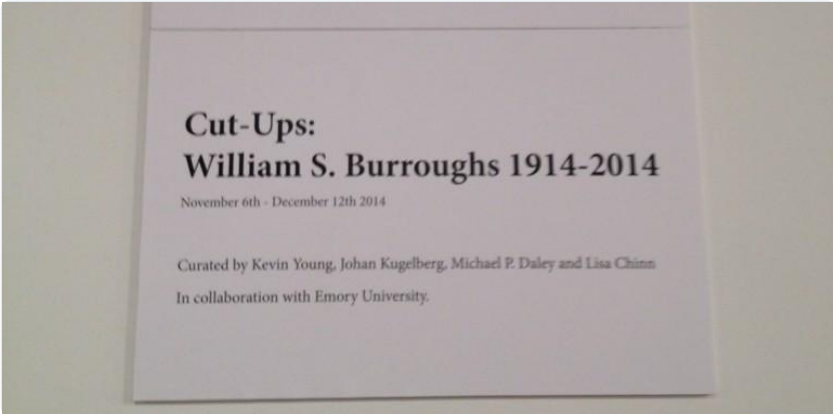 Cut-Ups:
William S. Burroughs 1914-2014
November 6th - December 12th 2014
Curated by Kevin Young, Johan Kugelberg, Michael P. Daley and Lisa Chinn
In collaboration with Emory University.